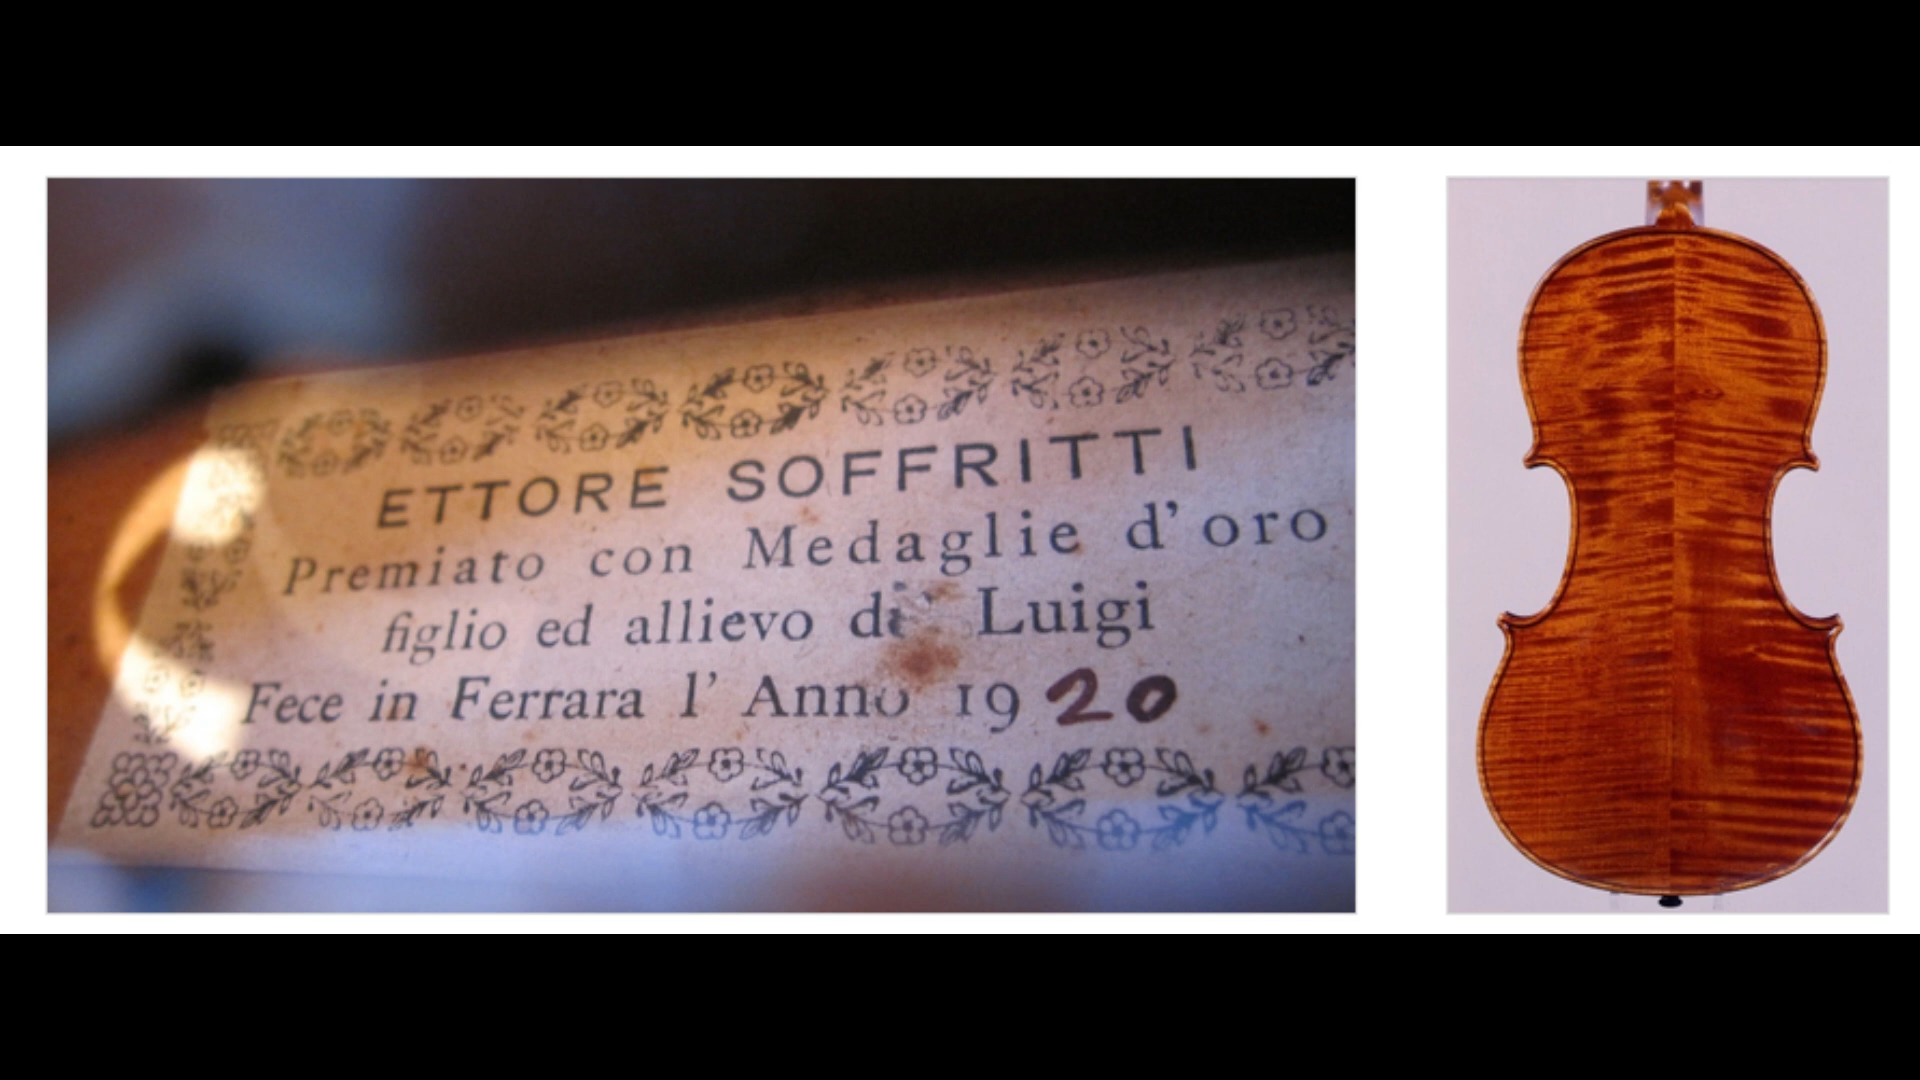 ETTORE SOFFRITTI
Premiato con Medaglie d'oro
figlio ed allievo di Luigi
Fece in Ferrara l' Anno 1920